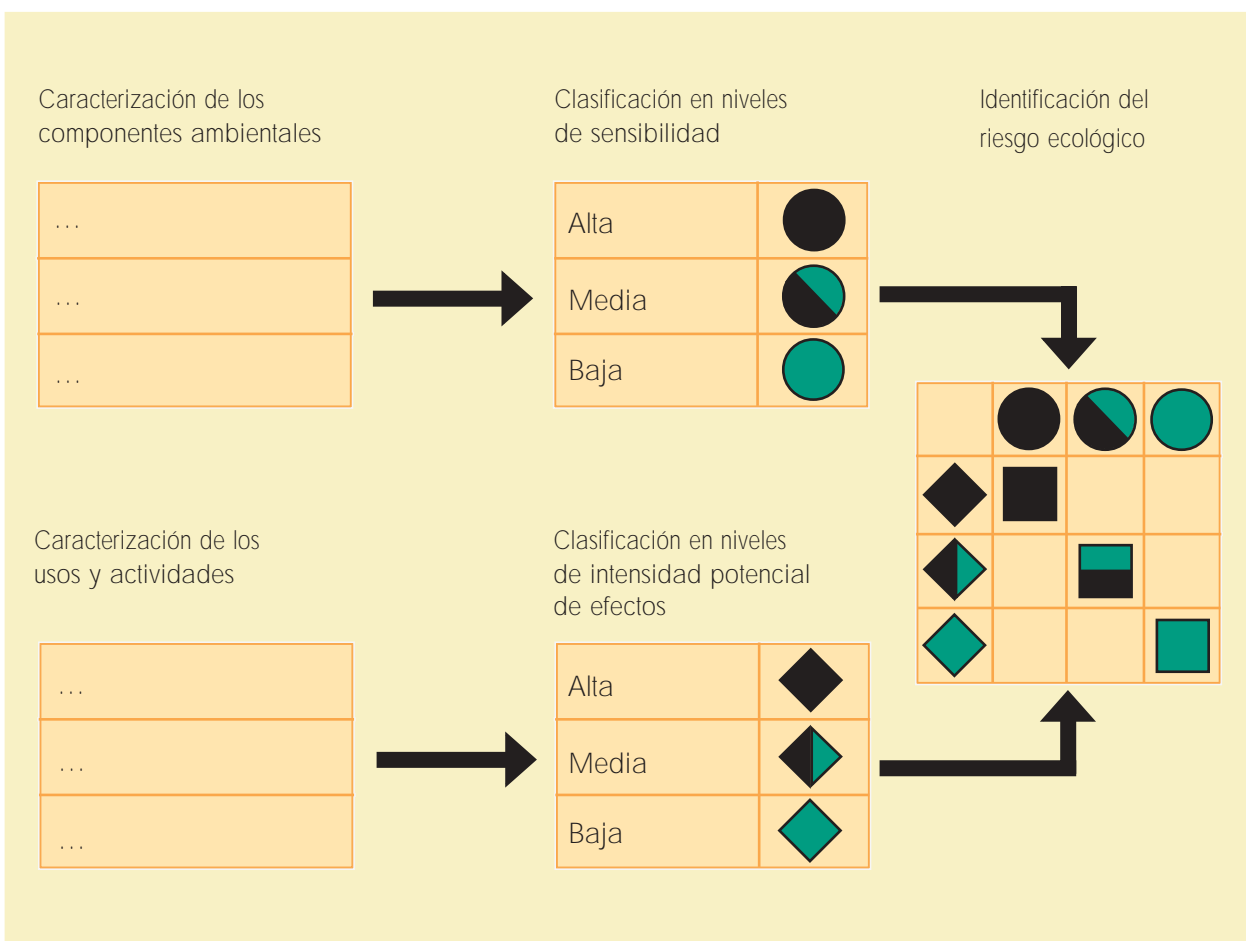 Caracterización de los
componentes ambientales
...
...
...
Clasificación en niveles
de sensibilidad
Alta
Media
Baja
Identificación del
riesgo ecológico
Caracterización de los
usos y actividades
...
...
...
Clasificación en niveles
de intensidad potencial
de efectos
Alta
Media
Baja